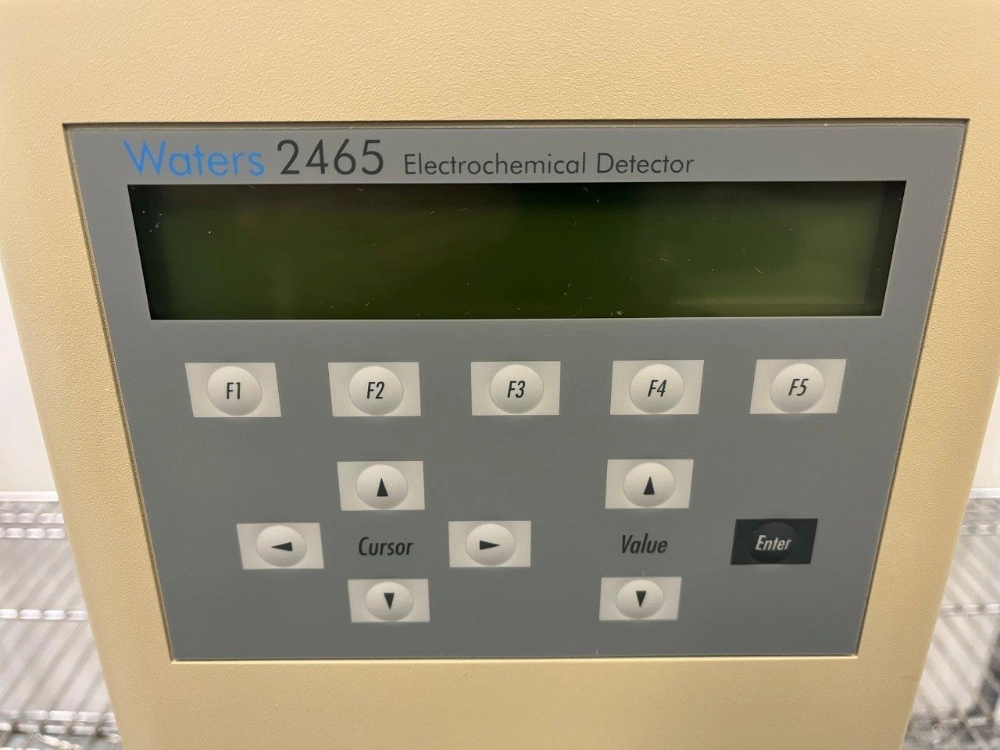 Waters 2465 Electrochemical Detector
F1 F2 F3 F4 F5
Cursor Value Enter